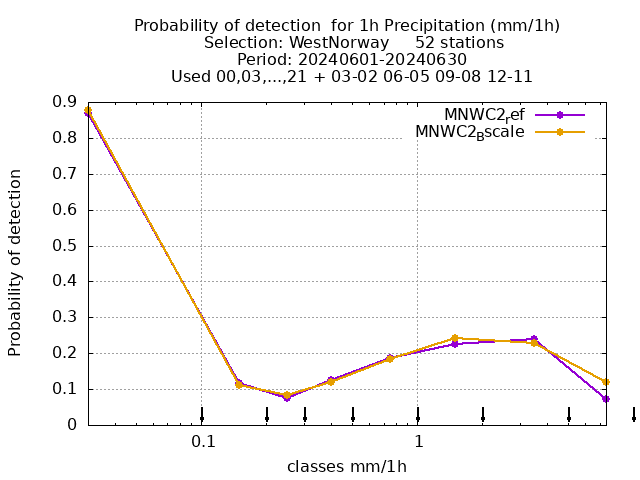 Probability of detection  for 1h Precipitation (mm/1h)
Selection: WestNorway     52 stations
Period: 20240601-20240630
Used 00,03,...,21 + 03-02 06-05 09-08 12-11
MNWC2ref
MNWC2Bscale
Probability of detection
0.9
0.8
0.7
0.6
0.5
0.4
0.3
0.2
0.1
0
0.1 1
classes mm/1h